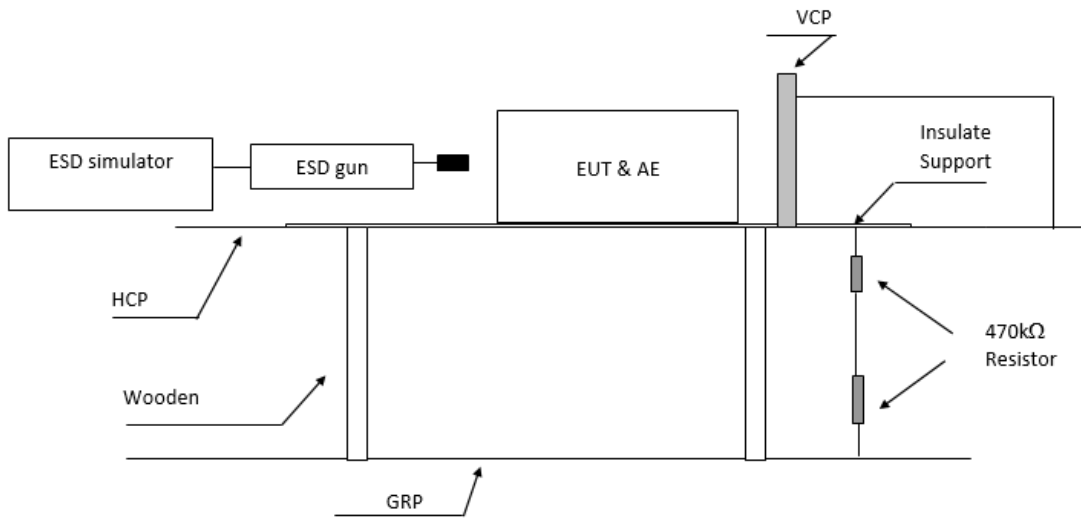 VCP
ESD simulator
ESD gun
EUT & AE
Insulate
Support
HCP
470kΩ
Resistor
Wooden
GRP